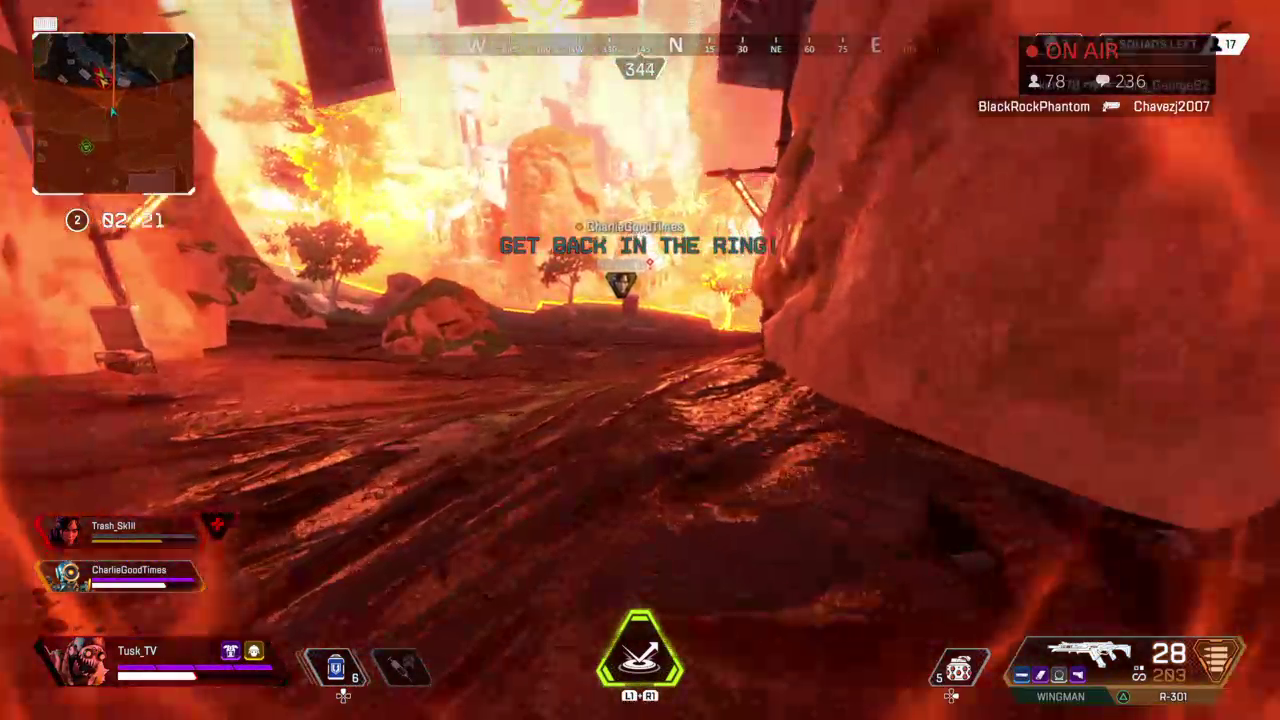 W N 15 30 NE 60 75 E
344
SQUADS LEFT 17
ON AIR
78 236
BlackRockPhantom Chavezj2007
2 02:21
CharlieGoodTimes
GET BACK IN THE RING!
Trash_Sk1ll
CharlieGoodTimes
Tusk_TV
6
L1+R1
5
28
203
WINGMAN R-301